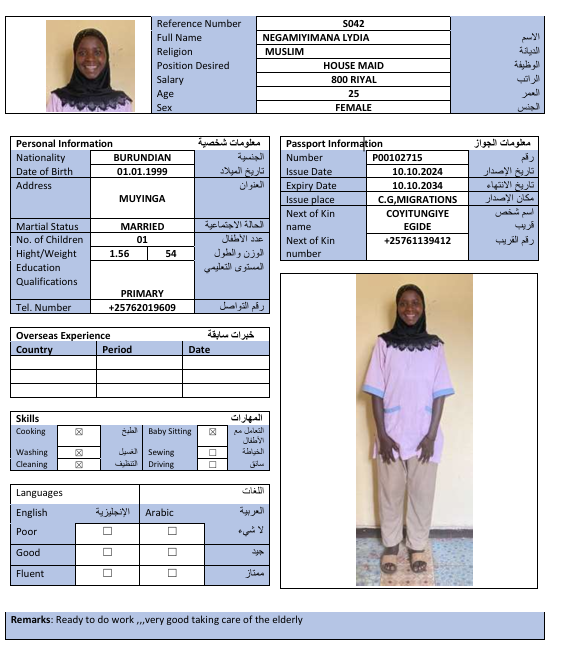 Reference Number S042
Full Name NEGAMIYIMANA LYDIA الاسم
Religion MUSLIM الديانة
Position Desired HOUSE MAID الوظيفة
Salary 800 RIYAL الراتب
Age 25 العمر
Sex FEMALE الجنس
Personal Information معلومات شخصية
Nationality BURUNDIAN الجنسية
Date of Birth 01.01.1999 تاريخ الميلاد
Address العنوان
MUYINGA
Martial Status MARRIED الحالة الاجتماعية
No. of Children 01 عدد الأطفال
Hight/Weight 1.56 54 الوزن والطول
Education المستوى التعليمي
Qualifications
PRIMARY
Tel. Number +25762019609 رقم التواصل
Passport Information معلومات الجواز
Number P00102715 رقم
Issue Date 10.10.2024 تاريخ الإصدار
Expiry Date 10.10.2034 تاريخ الانتهاء
Issue place C.G,MIGRATIONS مكان الإصدار
Next of Kin COYITUNGIYE اسم شخص
name EGIDE قريب
Next of Kin +25761139412 رقم القريب
number
Overseas Experience خبرات سابقة
Country Period Date
Skills المهارات
Cooking ☒ الطبخ Baby Sitting ☒ التعامل مع
الأطفال
Washing ☒ الغسيل Sewing ☐ الخياطة
Cleaning ☒ التنظيف Driving ☐ سائق
Languages اللغات
English الإنجليزية Arabic العربية
Poor ☐ ☐ لا شيء
Good ☐ ☐ جيد
Fluent ☐ ☐ ممتاز
Remarks: Ready to do work ,,,very good taking care of the elderly